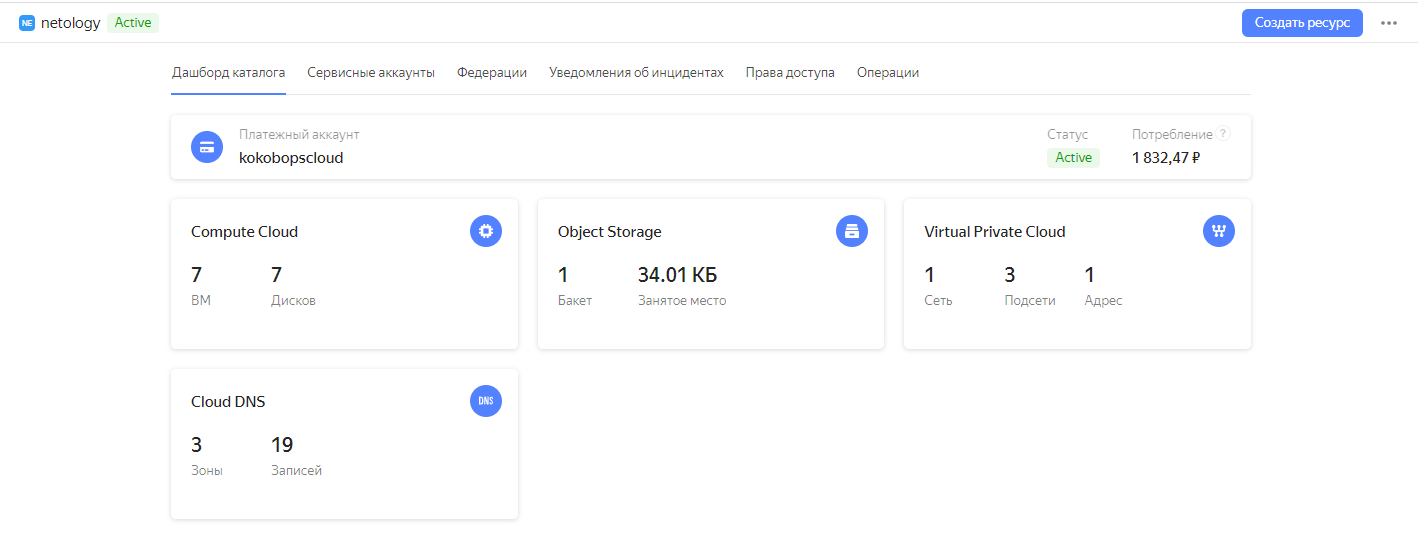 NE netology Active Создать ресурс
Дашборд каталога Сервисные аккаунты Федерации Уведомления об инцидентах Права доступа Операции
Платежный аккаунт Статус Потребление ?
kokobopscloud Active 1 832,47 ₽
Compute Cloud Object Storage Virtual Private Cloud
7 7 1 34.01 КБ 1 3 1
ВМ Дисков Бакет Занятое место Сеть Подсети Адрес
Cloud DNS DNS
3 19
Зоны Записей